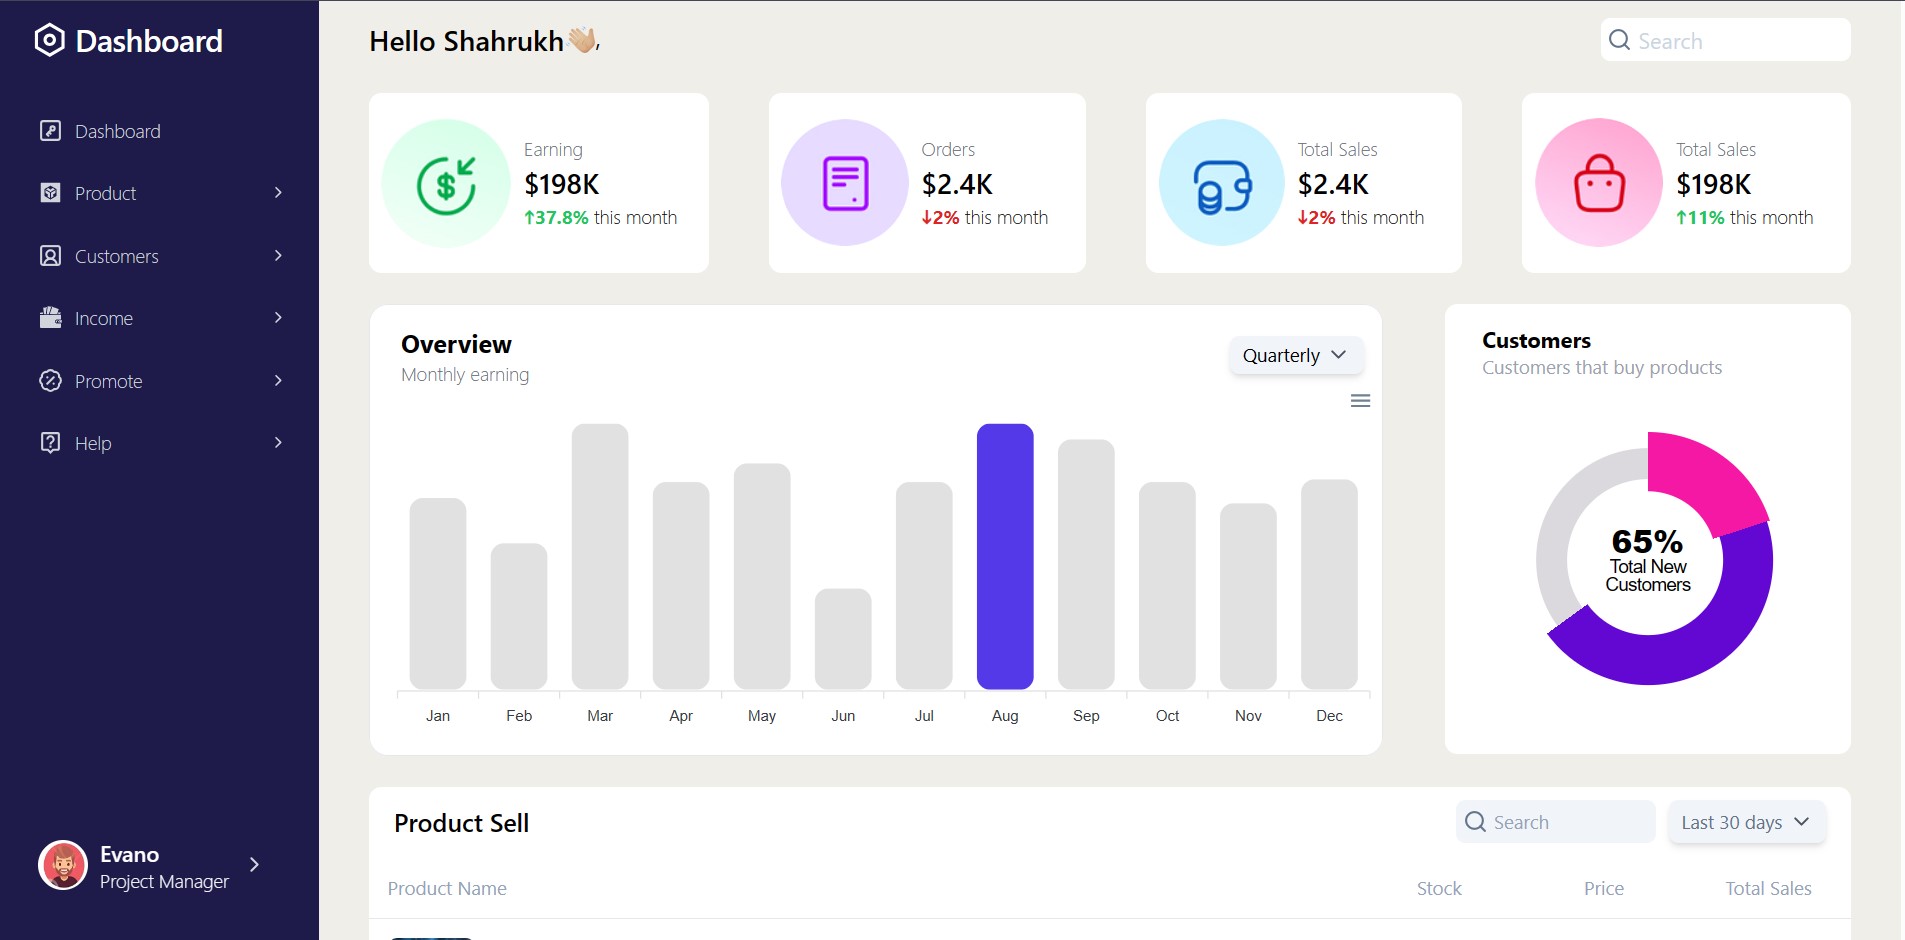 Dashboard
Dashboard
Product
Customers
Income
Promote
Help
Evano
Project Manager
Hello Shahrukh👋🏼,
Search
Earning
$198K
↑37.8% this month
Orders
$2.4K
↓2% this month
Total Sales
$2.4K
↓2% this month
Total Sales
$198K
↑11% this month
Overview
Monthly earning
Quarterly
Jan Feb Mar Apr May Jun Jul Aug Sep Oct Nov Dec
Customers
Customers that buy products
65%
Total New
Customers
Product Sell
Search
Last 30 days
Product Name Stock Price Total Sales